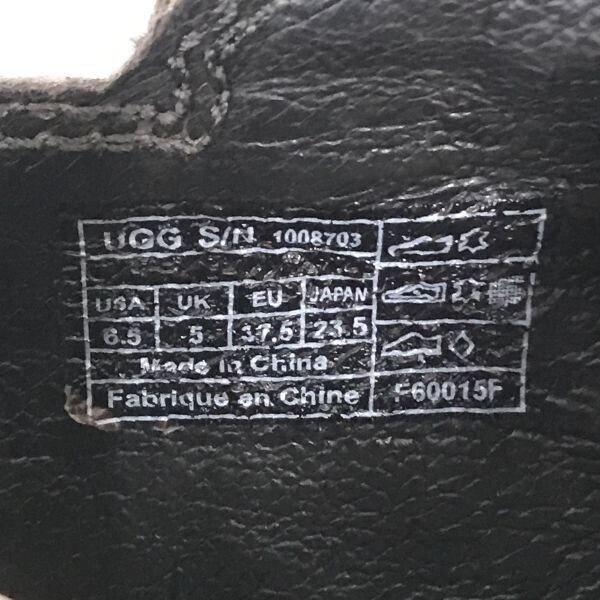 UGG S/N 1008703
USA UK EU JAPAN
6.5 5 37.5 23.5
Made in China
Fabrique en Chine F60015F